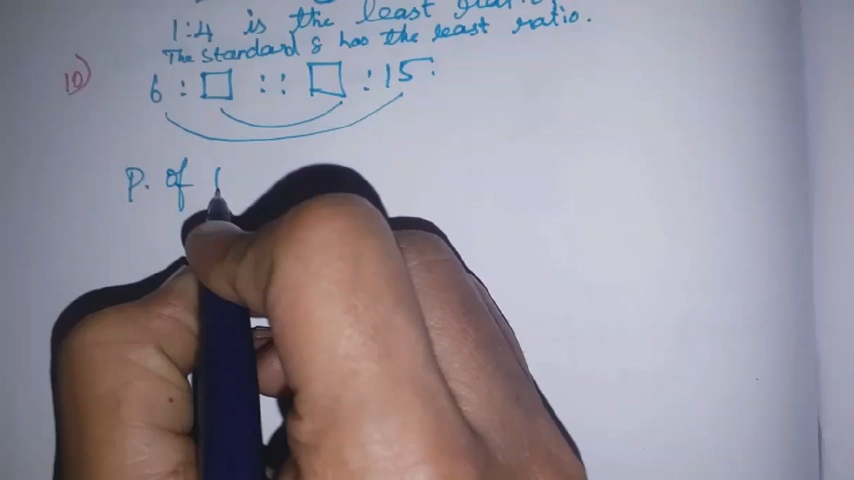 1:4 is the least
The standard 8 has the least ratio.
10) 6 : □ :: □ : 15
P. of